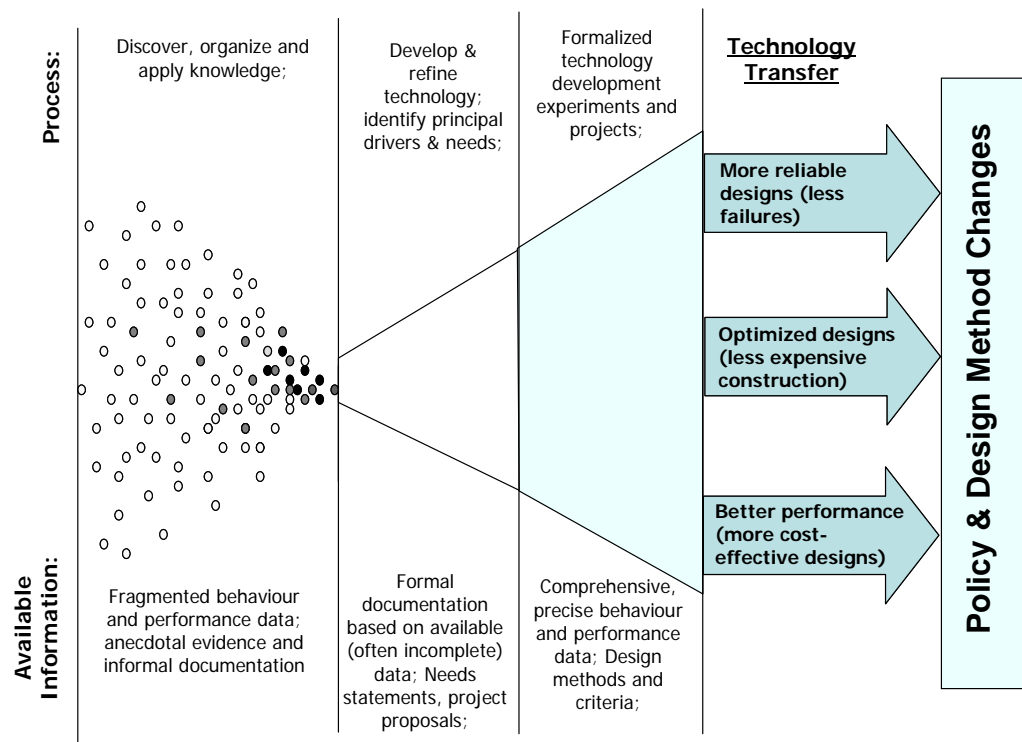 Process:
Discover, organize and
apply knowledge;
Develop &
refine
technology;
identify principal
drivers & needs;
Formalized
technology
development
experiments and
projects;
Technology
Transfer
More reliable
designs (less
failures)
Optimized designs
(less expensive
construction)
Better performance
(more cost-
effective designs)
Policy & Design Method Changes
Available
Information:
Fragmented behaviour
and performance data;
anecdotal evidence and
informal documentation
Formal
documentation
based on available
(often incomplete)
data; Needs
statements, project
proposals;
Comprehensive,
precise behaviour
and performance
data; Design
methods and
criteria;